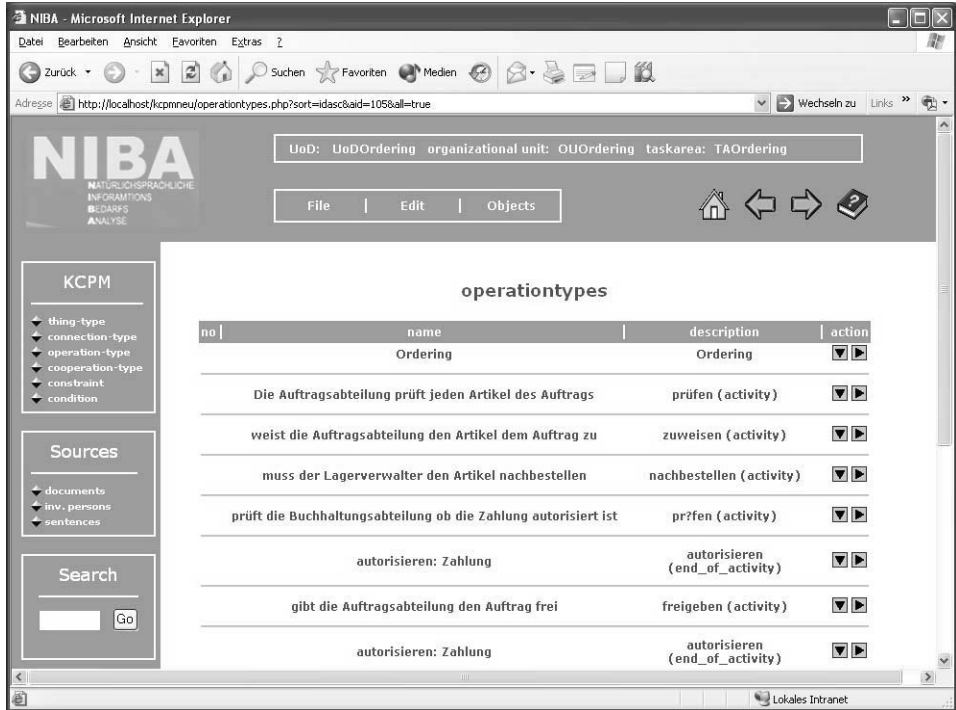 NIBA - Microsoft Internet Explorer
Datei Bearbeiten Ansicht Favoriten Extras ?
Zurück Suchen Favoriten Medien
Adresse http://localhost/kcpmneu/operationtypes.php?sort=idasc&aid=105&all=true Wechseln zu Links »
NIBA
NATÜRLICHSPRACHLICHE
INFORAMTIONS
BEDARFS
ANALYSE
UoD: UoDOrdering organizational unit: OUOrdering taskarea: TAOrdering
File | Edit | Objects
KCPM
thing-type
connection-type
operation-type
cooperation-type
constraint
condition
Sources
documents
inv. persons
sentences
Search
Go
operationtypes
no | name | description | action
Ordering Ordering
Die Auftragsabteilung prüft jeden Artikel des Auftrags prüfen (activity)
weist die Auftragsabteilung den Artikel dem Auftrag zu zuweisen (activity)
muss der Lagerverwalter den Artikel nachbestellen nachbestellen (activity)
prüft die Buchhaltungsabteilung ob die Zahlung autorisiert ist pr?fen (activity)
autorisieren: Zahlung autorisieren (end_of_activity)
gibt die Auftragsabteilung den Auftrag frei freigeben (activity)
autorisieren: Zahlung autorisieren (end_of_activity)
Lokales Intranet